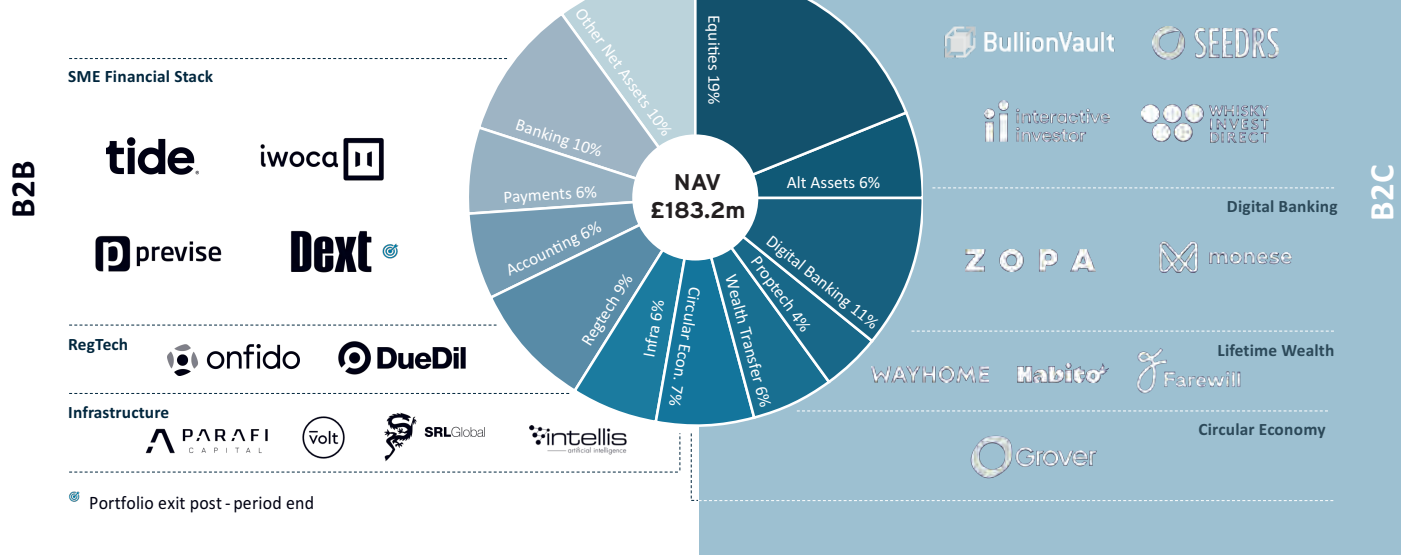 B2B
SME Financial Stack
tide
iwoca
previse
Dext
RegTech
onfido
DueDil
Infrastructure
PARAFI
CAPITAL
volt
SRLGlobal
intellis
artificial intelligence
Portfolio exit post - period end
Equities 19%
Alt Assets 6%
Digital Banking 11%
Proptech 4%
Wealth Transfer 6%
Circular Econ. 7%
Infra 6%
Regtech 9%
Accounting 6%
Payments 6%
Banking 10%
Other Net Assets 10%
NAV
£183.2m
B2C
BullionVault
SEEDRS
interactive
investor
WHISKY
INVEST
DIRECT
Digital Banking
ZOPA
monese
Lifetime Wealth
WAYHOME
Habito
Farewill
Circular Economy
Grover